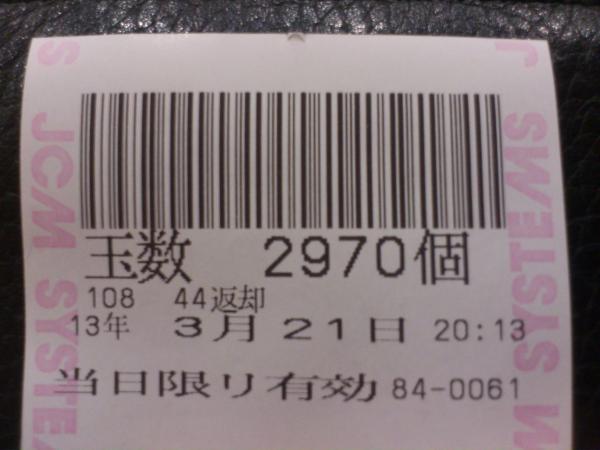 玉数 2970個
108 44返却
13年 3月21日 20:13
当日限り有効 84-0061
JCM SYSTEMS
JCM SYSTEMS